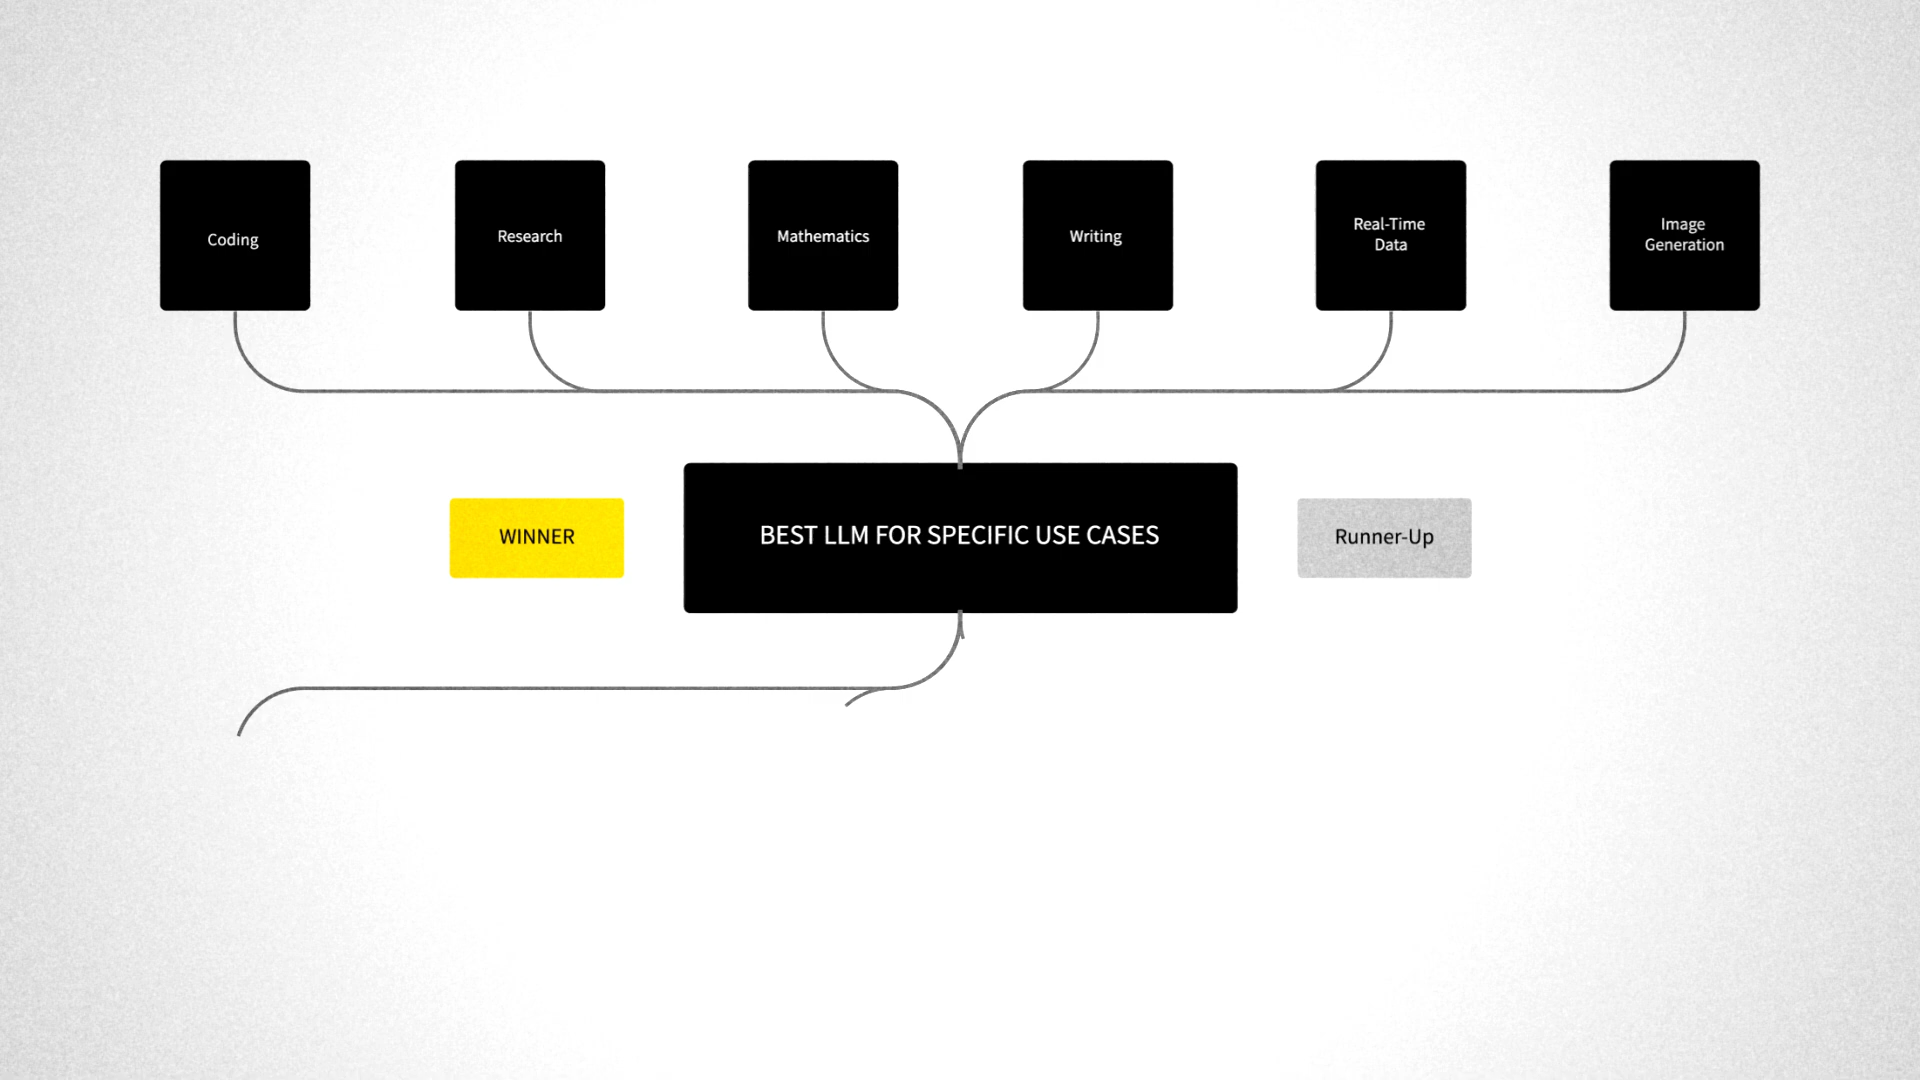 Coding
Research
Mathematics
Writing
Real-Time
Data
Image
Generation
WINNER
BEST LLM FOR SPECIFIC USE CASES
Runner-Up